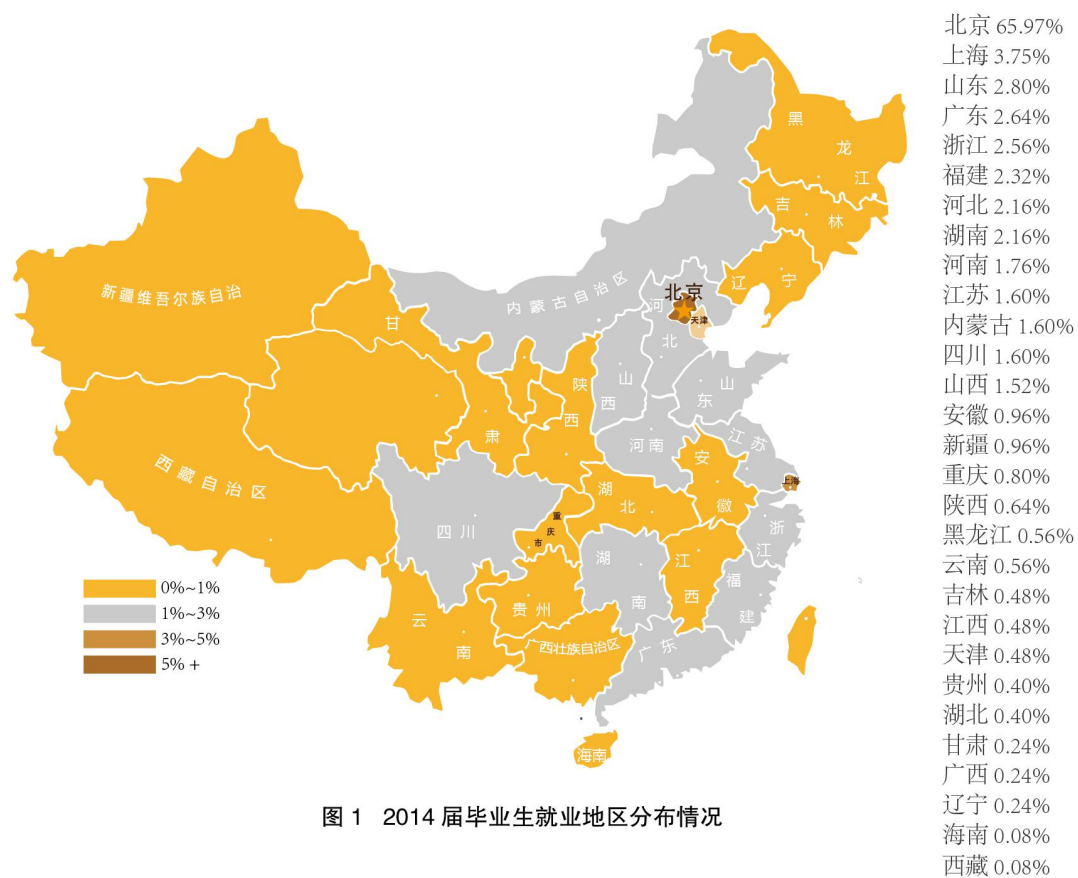 北京 65.97%
上海 3.75%
山东 2.80%
广东 2.64%
浙江 2.56%
福建 2.32%
河北 2.16%
湖南 2.16%
河南 1.76%
江苏 1.60%
内蒙古 1.60%
四川 1.60%
山西 1.52%
安徽 0.96%
新疆 0.96%
重庆 0.80%
陕西 0.64%
黑龙江 0.56%
云南 0.56%
吉林 0.48%
江西 0.48%
天津 0.48%
贵州 0.40%
湖北 0.40%
甘肃 0.24%
广西 0.24%
辽宁 0.24%
海南 0.08%
西藏 0.08%
黑龙江
吉林
辽宁
内蒙古自治区
新疆维吾尔族自治
甘肃
北京
天津
河北
山西
陕西
山东
河南
江苏
安徽
上海
西藏自治区
四川
重庆市
湖北
浙江
湖南
江西
福建
贵州
云南
广西壮族自治区
广东
海南
0%~1%
1%~3%
3%~5%
5% +
图 1 2014 届毕业生就业地区分布情况